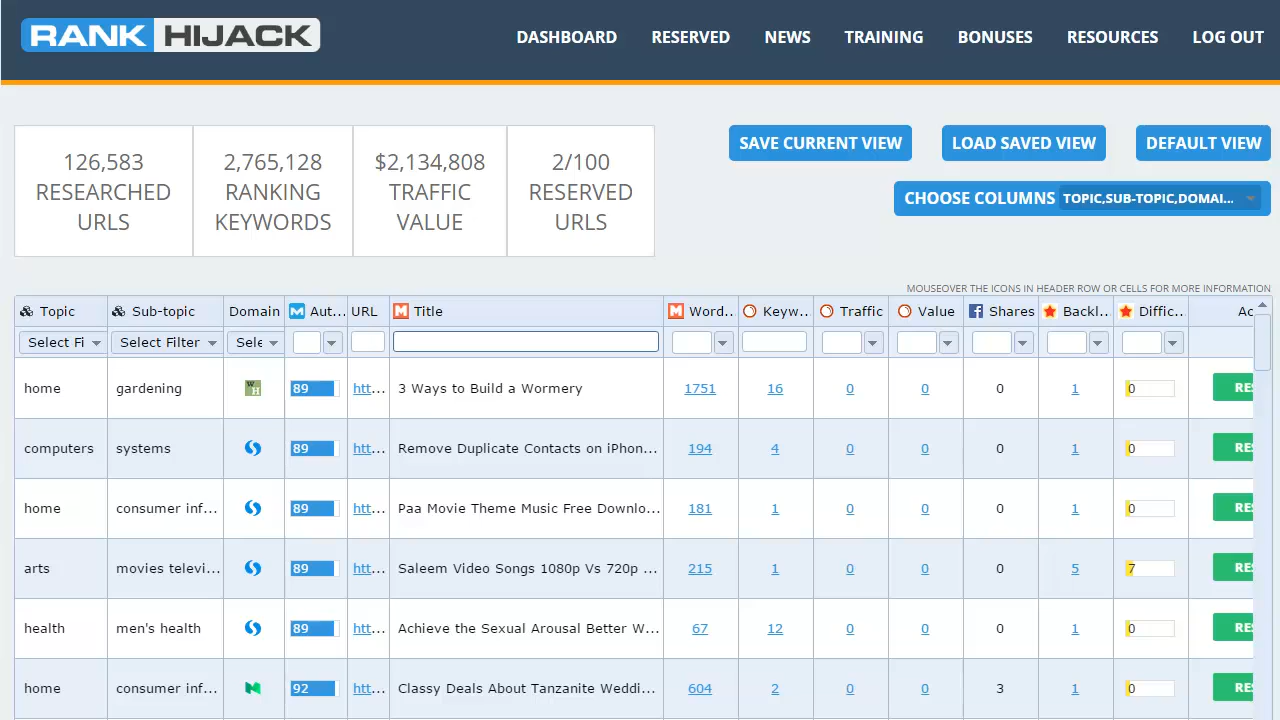 RANK HIJACK
DASHBOARD RESERVED NEWS TRAINING BONUSES RESOURCES LOG OUT
126,583
RESEARCHED
URLS
2,765,128
RANKING
KEYWORDS
$2,134,808
TRAFFIC
VALUE
2/100
RESERVED
URLS
SAVE CURRENT VIEW LOAD SAVED VIEW DEFAULT VIEW
CHOOSE COLUMNS TOPIC,SUB-TOPIC,DOMAI...
MOUSEOVER THE ICONS IN HEADER ROW OR CELLS FOR MORE INFORMATION
Topic Sub-topic Domain Aut... URL Title Word... Keyw... Traffic Value Shares Backl... Diffic... Ac
Select Fi Select Filter Sele
home gardening 89 htt... 3 Ways to Build a Wormery 1751 16 0 0 0 1 0 RES
computers systems 89 htt... Remove Duplicate Contacts on iPhon... 194 4 0 0 0 1 0 RES
home consumer inf... 89 htt... Paa Movie Theme Music Free Downlo... 181 1 0 0 0 1 0 RES
arts movies televi... 89 htt... Saleem Video Songs 1080p Vs 720p ... 215 1 0 0 0 5 7 RES
health men's health 89 htt... Achieve the Sexual Arousal Better W... 67 12 0 0 0 1 0 RES
home consumer inf... 92 htt... Classy Deals About Tanzanite Weddi... 604 2 0 0 3 1 0 RES